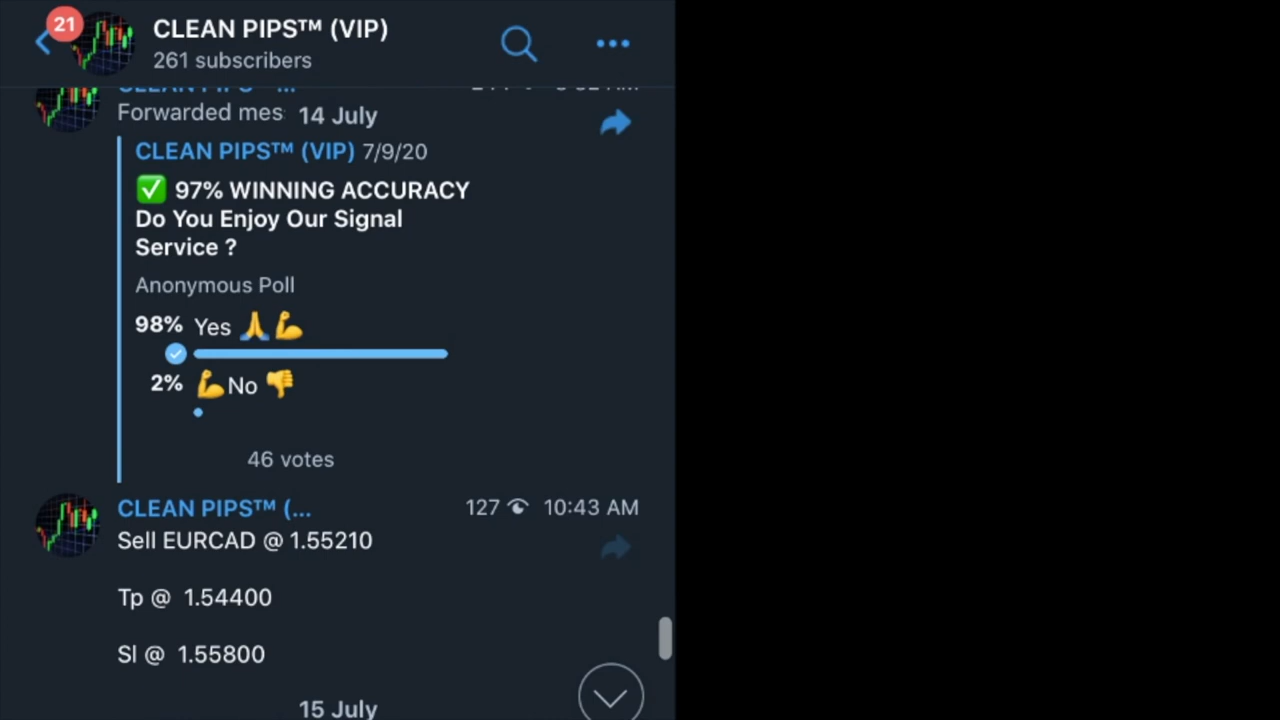 21
CLEAN PIPS™ (VIP)
261 subscribers
Forwarded mes
14 July
CLEAN PIPS™ (VIP) 7/9/20
✅ 97% WINNING ACCURACY
Do You Enjoy Our Signal
Service ?
Anonymous Poll
98% Yes 🙏💪
2% 💪No 👎
46 votes
CLEAN PIPS™ (... 127 10:43 AM
Sell EURCAD @ 1.55210
Tp @ 1.54400
Sl @ 1.55800
15 July